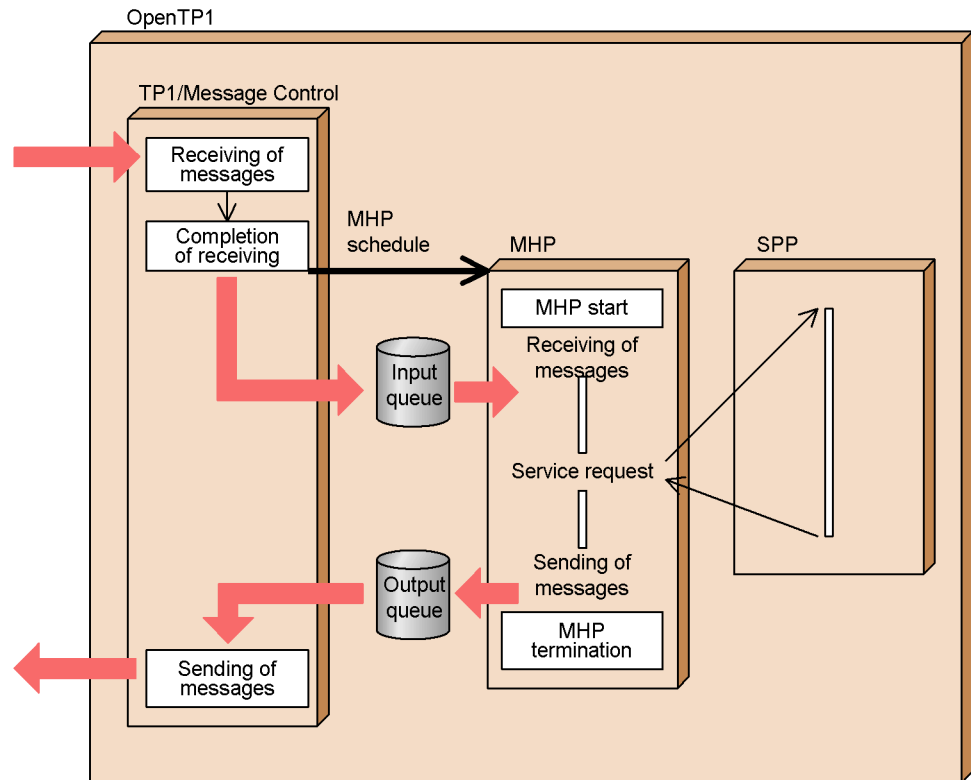 OpenTP1
TP1/Message Control
Receiving of
messages
Completion
of receiving
MHP
schedule
MHP
SPP
MHP start
Receiving of
messages
Input
queue
Service request
Sending of
messages
Output
queue
MHP
termination
Sending of
messages